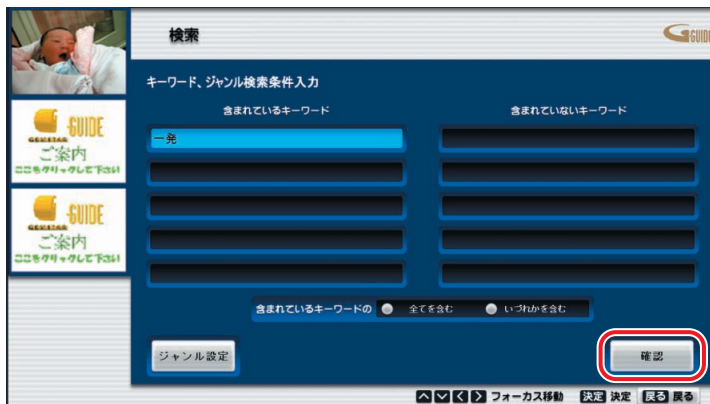 検索
G GUIDE
キーワード、ジャンル検索条件入力
含まれているキーワード
含まれていないキーワード
一発
GUIDE
GEMSTAR
ご案内
ここをクリックして下さい
GUIDE
GEMSTAR
ご案内
ここをクリックして下さい
含まれているキーワードの 全てを含む いづれかを含む
ジャンル設定
確認
フォーカス移動 決定 決定 戻る 戻る